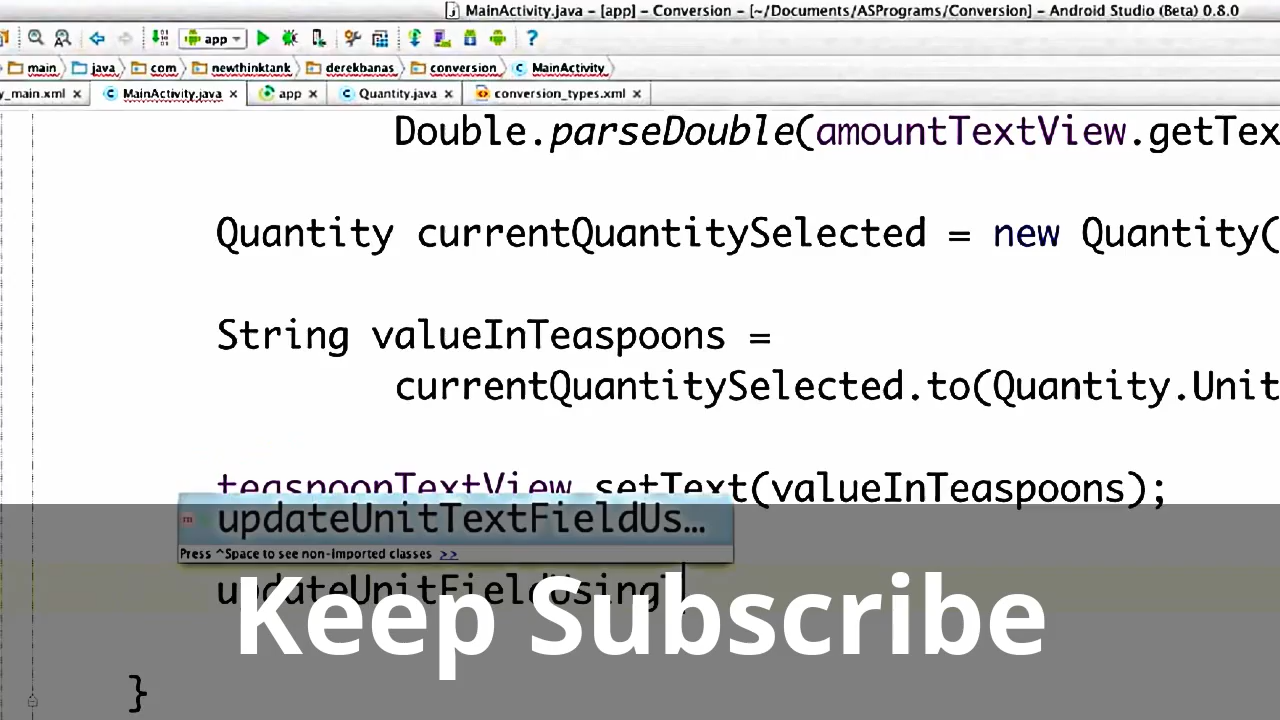 MainActivity.java – [app] – Conversion – [~/Documents/ASPrograms/Conversion] – Android Studio (Beta) 0.8.0
app
main java com newthinktank derekbanas conversion MainActivity
y_main.xml MainActivity.java app Quantity.java conversion_types.xml
Double.parseDouble(amountTextView.getTex
Quantity currentQuantitySelected = new Quantity(
String valueInTeaspoons =
currentQuantitySelected.to(Quantity.Unit
teaspoonTextView.setText(valueInTeaspoons);
updateUnitTextFieldUs…
Press ^Space to see non-imported classes >>
updateUnitFieldUsingT
Keep Subscribe
}